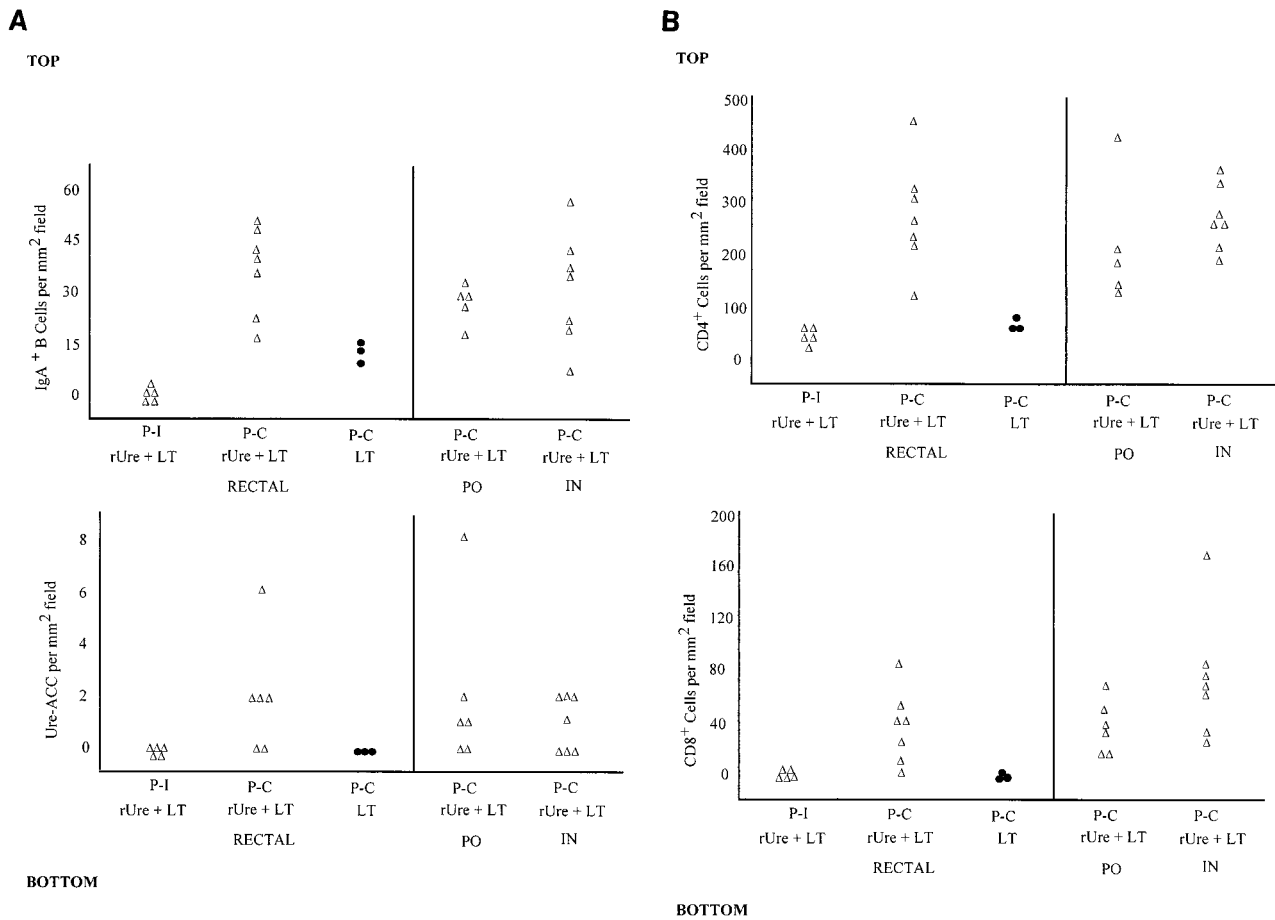 A
TOP
IgA + B Cells per mm2 field
60
45
30
15
0
P-I P-C P-C P-C P-C
rUre + LT rUre + LT LT rUre + LT rUre + LT
RECTAL PO IN
Ure-ACC per mm2 field
8
6
4
2
0
P-I P-C P-C P-C P-C
rUre + LT rUre + LT LT rUre + LT rUre + LT
RECTAL PO IN
BOTTOM
B
TOP
CD4+ Cells per mm2 field
500
400
300
200
100
0
P-I P-C P-C P-C P-C
rUre + LT rUre + LT LT rUre + LT rUre + LT
RECTAL PO IN
CD8+ Cells per mm2 field
200
160
120
80
40
0
P-I P-C P-C P-C P-C
rUre + LT rUre + LT LT rUre + LT rUre + LT
RECTAL PO IN
BOTTOM